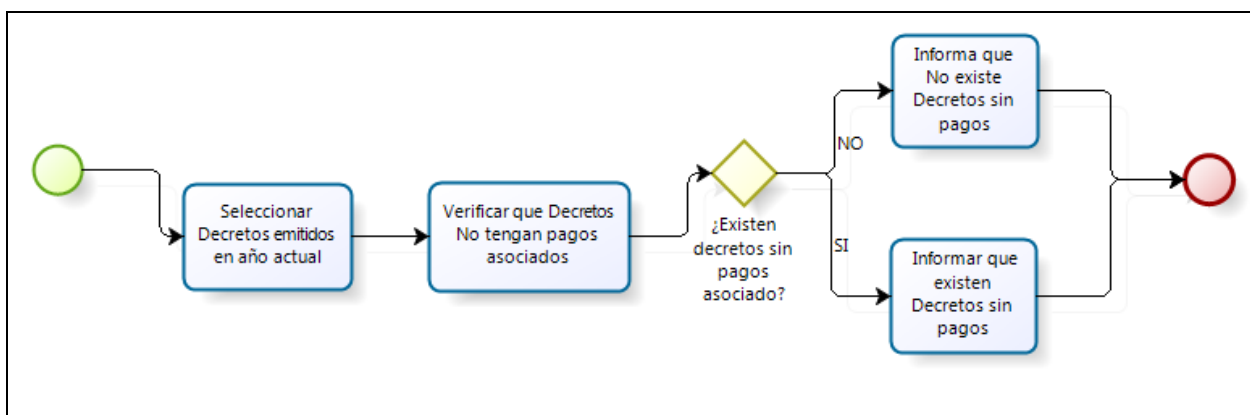 Seleccionar
Decretos emitidos
en año actual
Verificar que Decretos
No tengan pagos
asociados
¿Existen
decretos sin
pagos
asociado?
NO
Informa que
No existe
Decretos sin
pagos
SI
Informar que
existen
Decretos sin
pagos